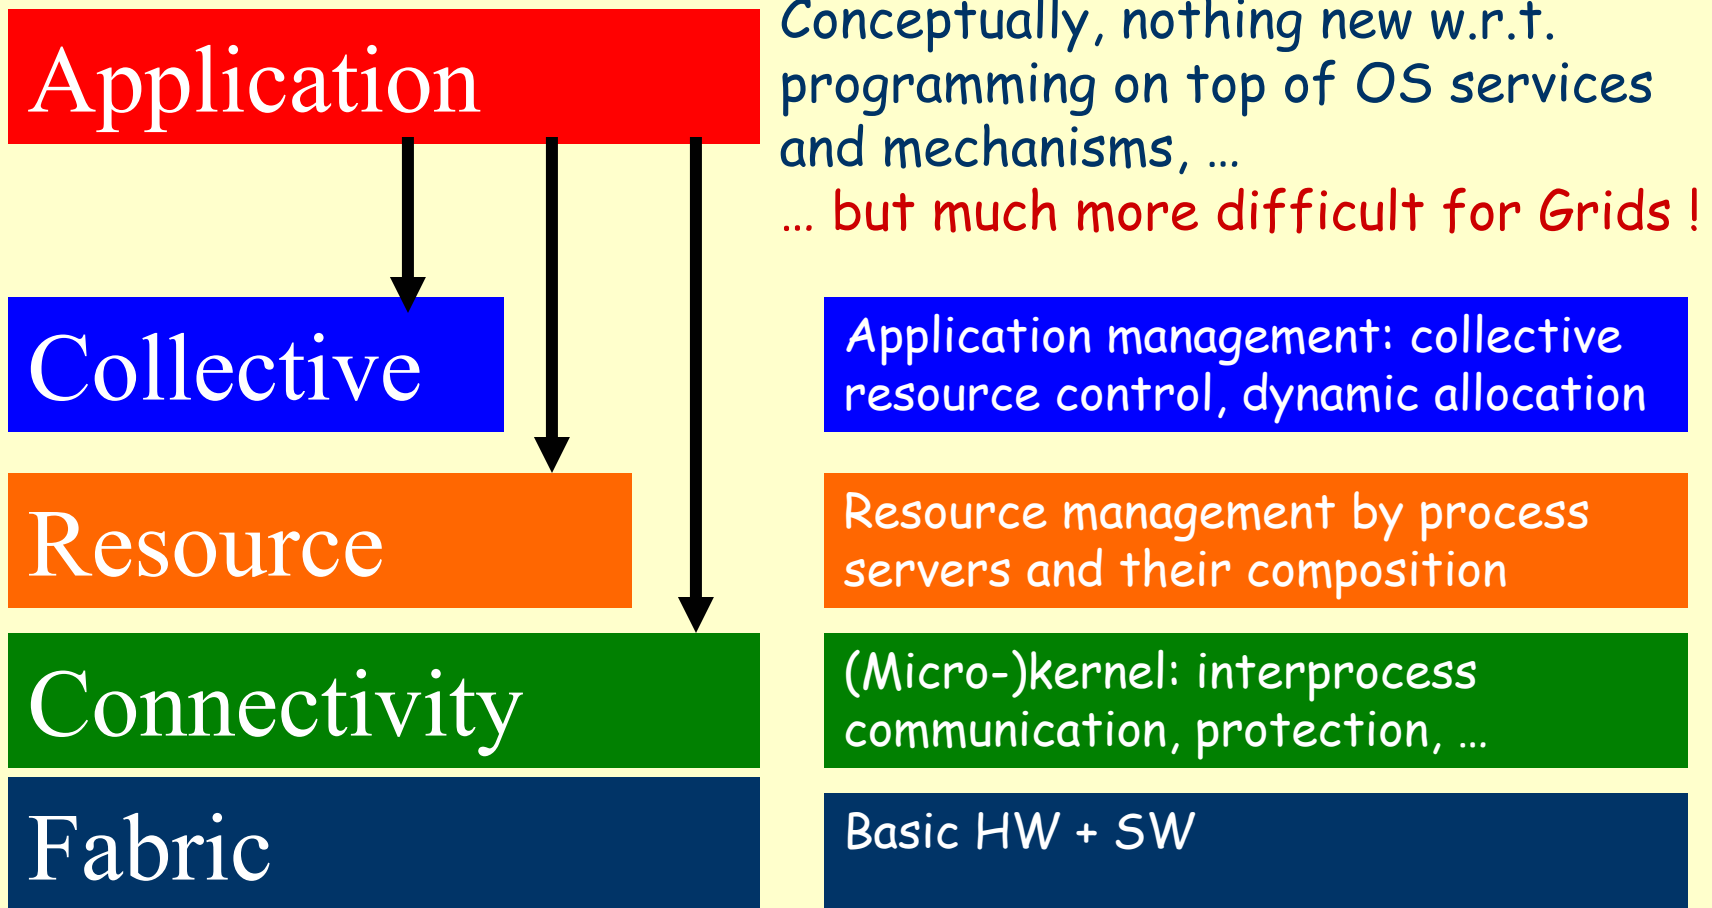 Application
Conceptually, nothing new w.r.t.
programming on top of OS services
and mechanisms, …
… but much more difficult for Grids !
Collective
Application management: collective
resource control, dynamic allocation
Resource
Resource management by process
servers and their composition
Connectivity
(Micro-)kernel: interprocess
communication, protection, …
Fabric
Basic HW + SW